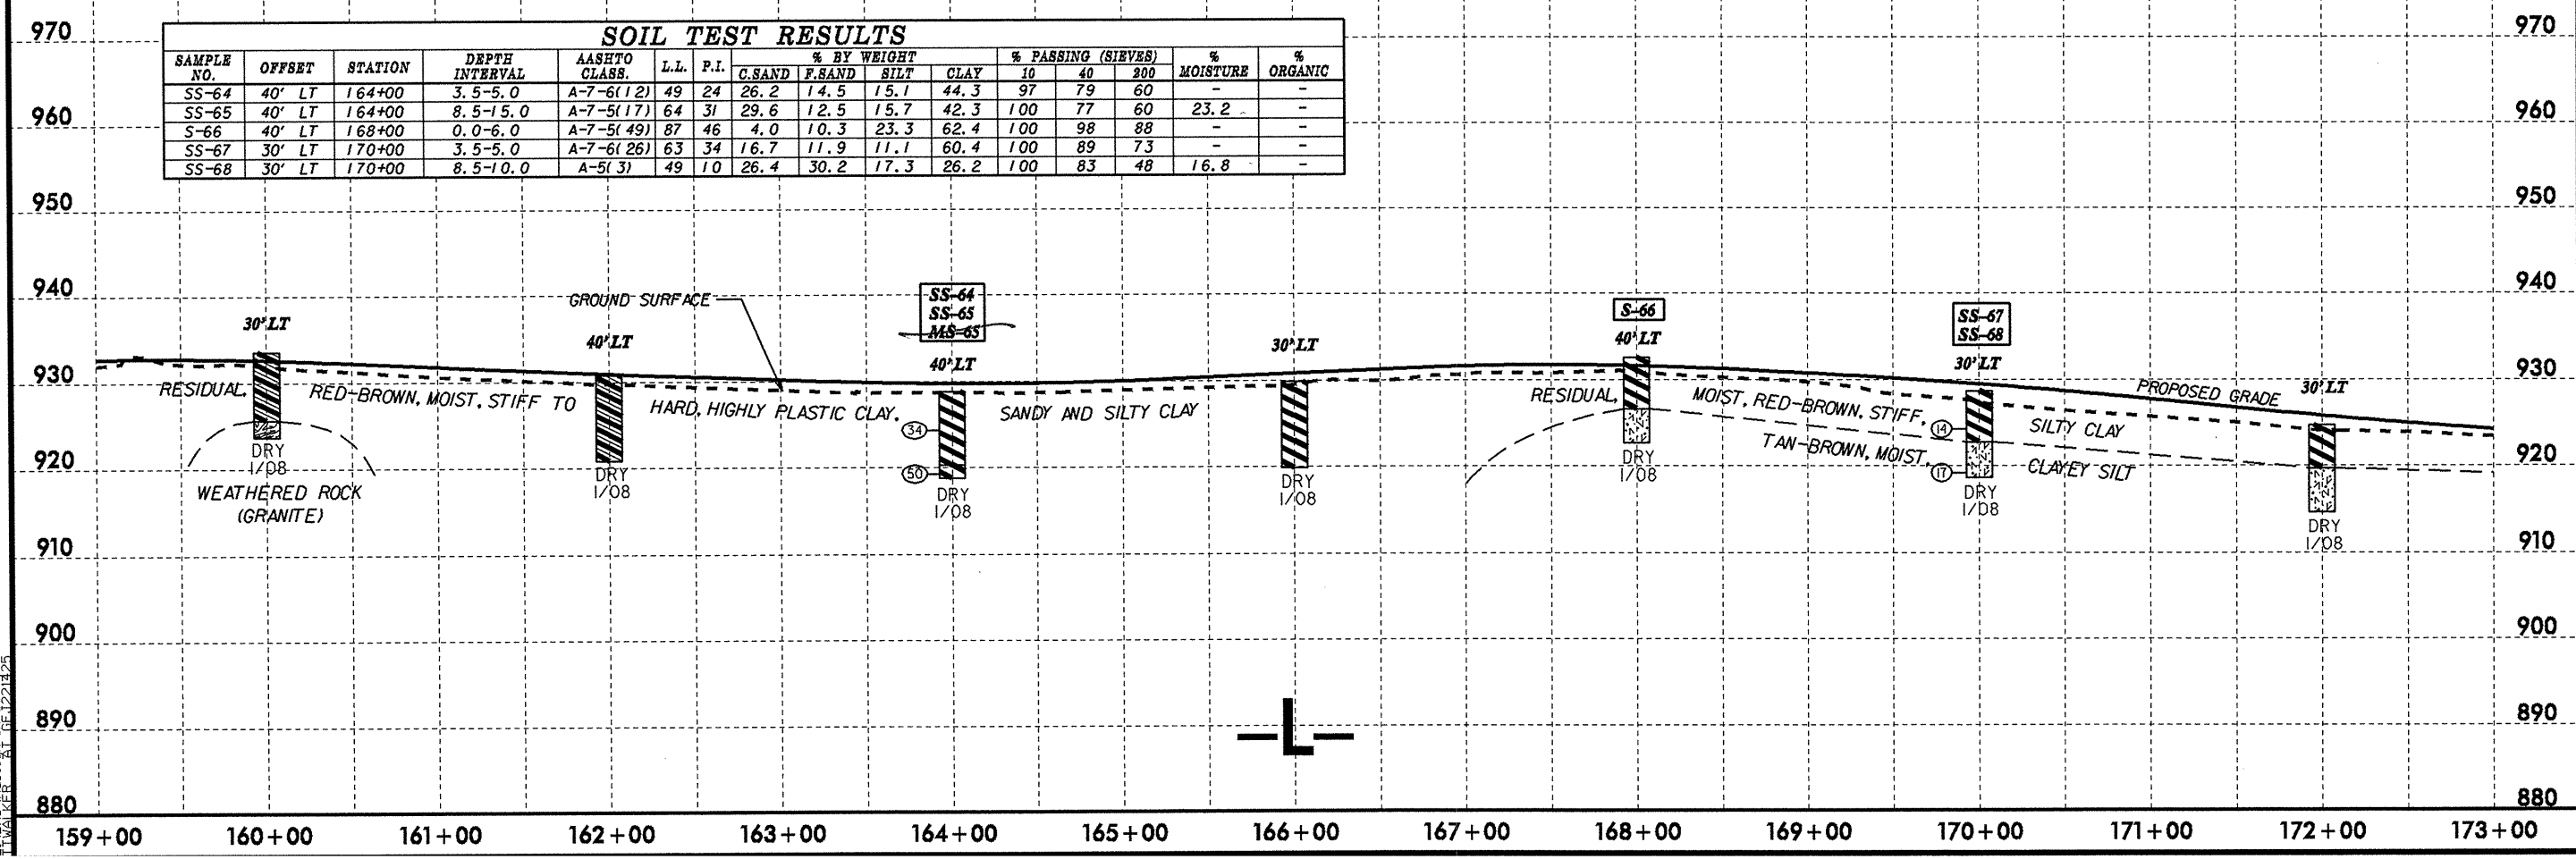 970 970
SOIL TEST RESULTS
SAMPLE NO. OFFSET STATION DEPTH INTERVAL AASHTO CLASS. L.L. P.I. % BY WEIGHT % PASSING (SIEVES) % MOISTURE % ORGANIC
C.SAND F.SAND SILT CLAY 10 40 200
SS-64 40' LT 164+00 3.5-5.0 A-7-6(12) 49 24 26.2 14.5 15.1 44.3 97 79 60 - -
SS-65 40' LT 164+00 8.5-15.0 A-7-5(17) 64 31 29.6 12.5 15.7 42.3 100 77 60 23.2 -
S-66 40' LT 168+00 0.0-6.0 A-7-5(49) 87 46 4.0 10.3 23.3 62.4 100 98 88 - -
SS-67 30' LT 170+00 3.5-5.0 A-7-6(26) 63 34 16.7 11.9 11.1 60.4 100 89 73 - -
SS-68 30' LT 170+00 8.5-10.0 A-5(3) 49 10 26.4 30.2 17.3 26.2 100 83 48 16.8 -
960 960
950 950
940 940
GROUND SURFACE
SS-64
SS-65
MS-65
S-66
SS-67
SS-68
30' LT
40' LT
40' LT
30' LT
40' LT
30' LT
30' LT
930 930
PROPOSED GRADE
RESIDUAL, RED-BROWN, MOIST, STIFF TO HARD, HIGHLY PLASTIC CLAY, SANDY AND SILTY CLAY
RESIDUAL, MOIST, RED-BROWN, STIFF, SILTY CLAY
TAN-BROWN, MOIST, CLAYEY SILT
34
50
14
17
920 920
DRY
1/08
DRY
1/08
DRY
1/08
DRY
1/08
DRY
1/08
DRY
1/08
DRY
1/08
WEATHERED ROCK
(GRANITE)
910 910
900 900
890 890
L
880 880
159+00 160+00 161+00 162+00 163+00 164+00 165+00 166+00 167+00 168+00 169+00 170+00 171+00 172+00 173+00